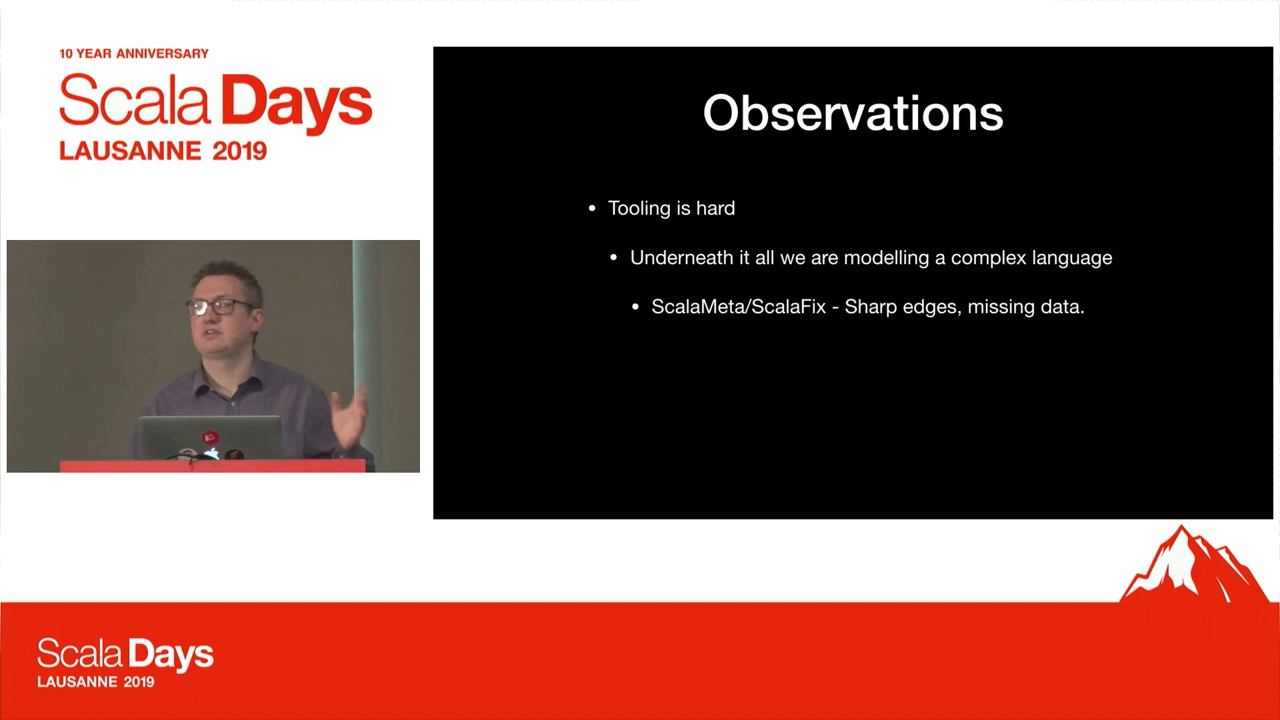 10 YEAR ANNIVERSARY
Scala Days
LAUSANNE 2019
Observations
• Tooling is hard
• Underneath it all we are modelling a complex language
• ScalaMeta/ScalaFix - Sharp edges, missing data.
Scala Days
LAUSANNE 2019